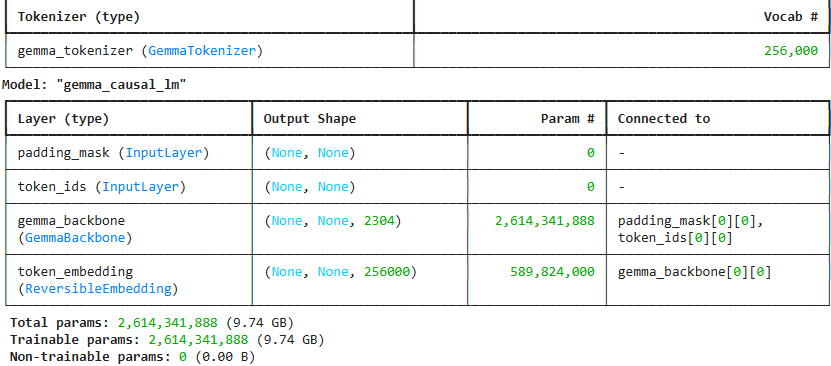 Tokenizer (type) Vocab #
gemma_tokenizer (GemmaTokenizer) 256,000
Model: "gemma_causal_lm"
Layer (type) Output Shape Param # Connected to
padding_mask (InputLayer) (None, None) 0 -
token_ids (InputLayer) (None, None) 0 -
gemma_backbone (None, None, 2304) 2,614,341,888 padding_mask[0][0],
(GemmaBackbone) token_ids[0][0]
token_embedding (None, None, 256000) 589,824,000 gemma_backbone[0][0]
(ReversibleEmbedding)
Total params: 2,614,341,888 (9.74 GB)
Trainable params: 2,614,341,888 (9.74 GB)
Non-trainable params: 0 (0.00 B)